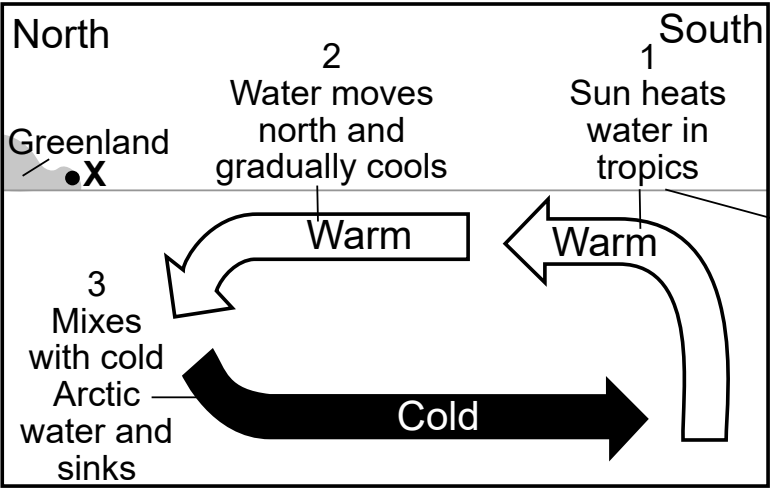 North
South
1
Sun heats
water in
tropics
2
Water moves
north and
gradually cools
Greenland
X
Warm
Warm
3
Mixes
with cold
Arctic
water and
sinks
Cold